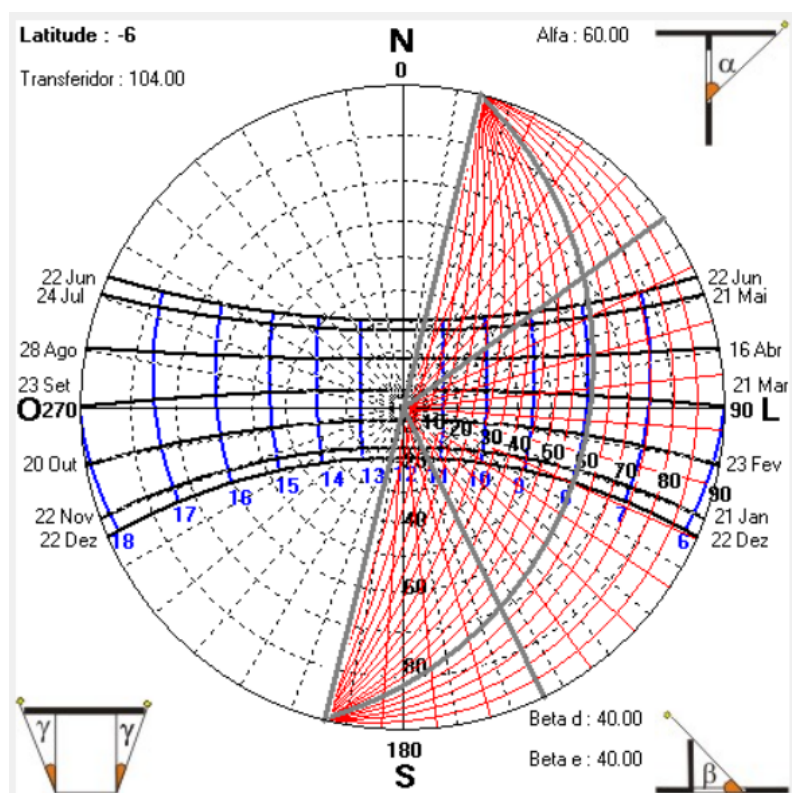 Latitude : -6
N
Alfa : 60.00
Transferidor : 104.00
0
α
22 Jun
22 Jun
24 Jul
21 Mai
28 Ago
16 Abr
23 Set
21 Mar
O 270
90 L
10 20 30 40 50 60 70 80 90
20 Out
23 Fev
20
18 17 16 15 14 13 12 11 10 9 8 7 6
22 Nov
21 Jan
22 Dez
22 Dez
40
60
80
γ γ
Beta d : 40.00
180
Beta e : 40.00
β
S